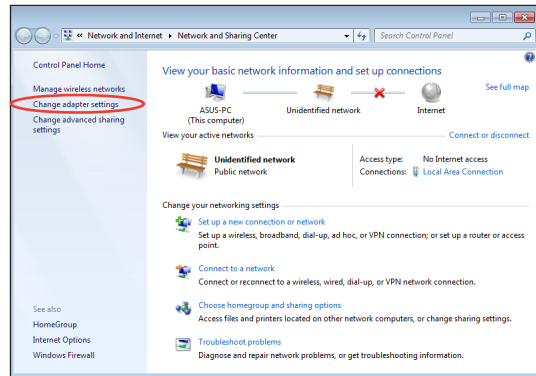 « Network and Internet ▸ Network and Sharing Center
Search Control Panel
Control Panel Home
Manage wireless networks
Change adapter settings
Change advanced sharing
settings
See also
HomeGroup
Internet Options
Windows Firewall
View your basic network information and set up connections
See full map
ASUS-PC
(This computer)
Unidentified network
Internet
View your active networks
Connect or disconnect
Unidentified network
Public network
Access type: No Internet access
Connections: Local Area Connection
Change your networking settings
Set up a new connection or network
Set up a wireless, broadband, dial-up, ad hoc, or VPN connection; or set up a router or access
point.
Connect to a network
Connect or reconnect to a wireless, wired, dial-up, or VPN network connection.
Choose homegroup and sharing options
Access files and printers located on other network computers, or change sharing settings.
Troubleshoot problems
Diagnose and repair network problems, or get troubleshooting information.